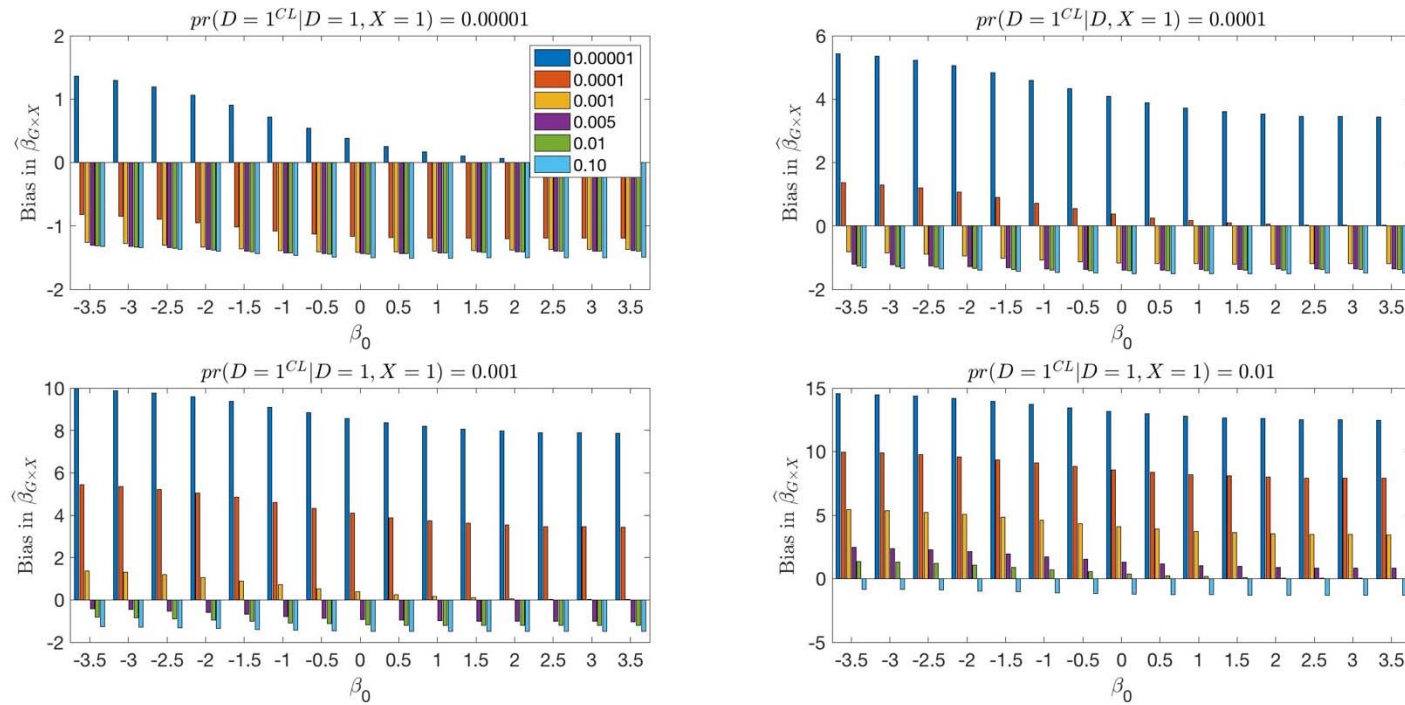 pr(D = 1^{CL}|D = 1, X = 1) = 0.00001
2
1
0
-1
-2
Bias in \hat{β}_{G×X}
0.00001
0.0001
0.001
0.005
0.01
0.10
-3.5 -3 -2.5 -2 -1.5 -1 -0.5 0 0.5 1 1.5 2 2.5 3 3.5
β_0
pr(D = 1^{CL}|D, X = 1) = 0.0001
6
4
2
0
-2
Bias in \hat{β}_{G×X}
-3.5 -3 -2.5 -2 -1.5 -1 -0.5 0 0.5 1 1.5 2 2.5 3 3.5
β_0
pr(D = 1^{CL}|D = 1, X = 1) = 0.001
10
8
6
4
2
0
-2
Bias in \hat{β}_{G×X}
-3.5 -3 -2.5 -2 -1.5 -1 -0.5 0 0.5 1 1.5 2 2.5 3 3.5
β_0
pr(D = 1^{CL}|D = 1, X = 1) = 0.01
15
10
5
0
-5
Bias in \hat{β}_{G×X}
-3.5 -3 -2.5 -2 -1.5 -1 -0.5 0 0.5 1 1.5 2 2.5 3 3.5
β_0